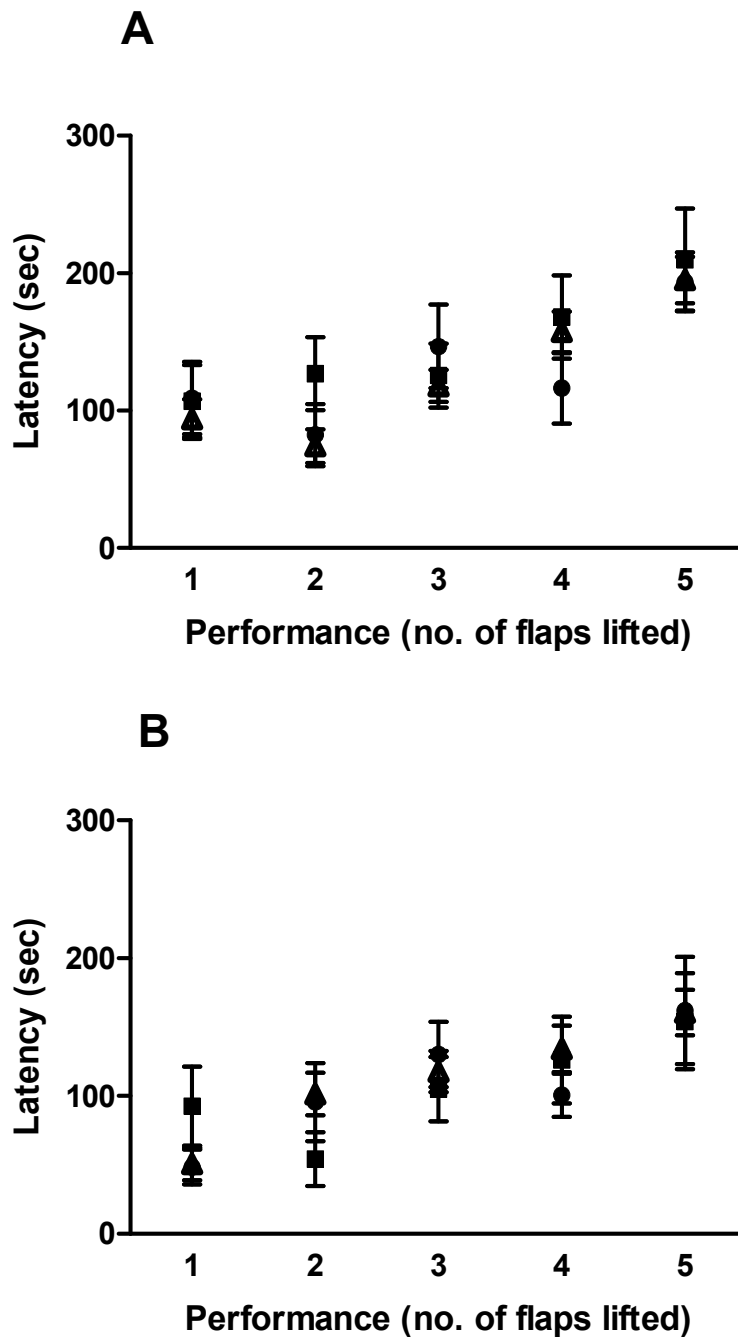 A
300
200
100
0
Latency (sec)
1 2 3 4 5
Performance (no. of flaps lifted)
B
300
200
100
0
Latency (sec)
1 2 3 4 5
Performance (no. of flaps lifted)